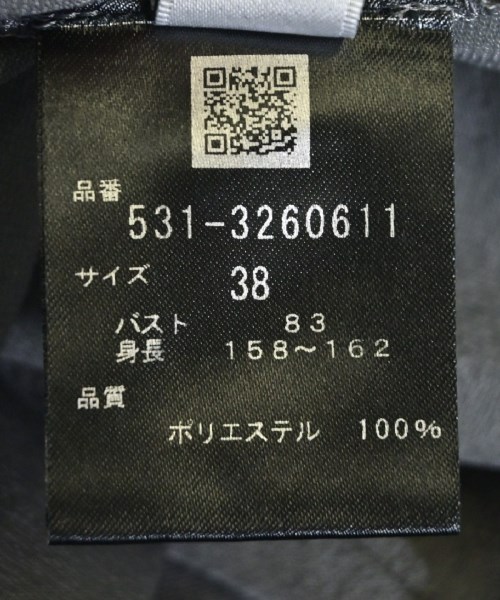 品番
531-3260611
サイズ 38
バスト 83
身長 158～162
品質
ポリエステル 100%